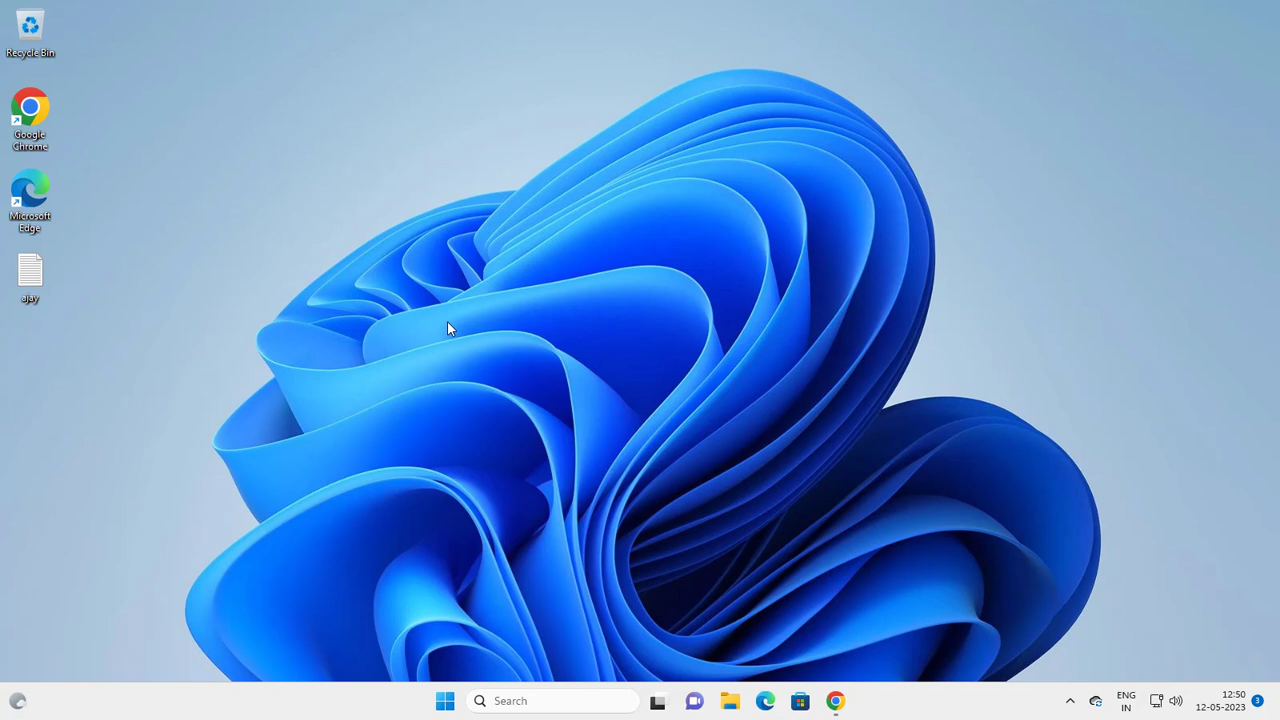 Recycle Bin
Google
Chrome
Microsoft
Edge
ajay
Search
ENG
IN
12:50
12-05-2023
3